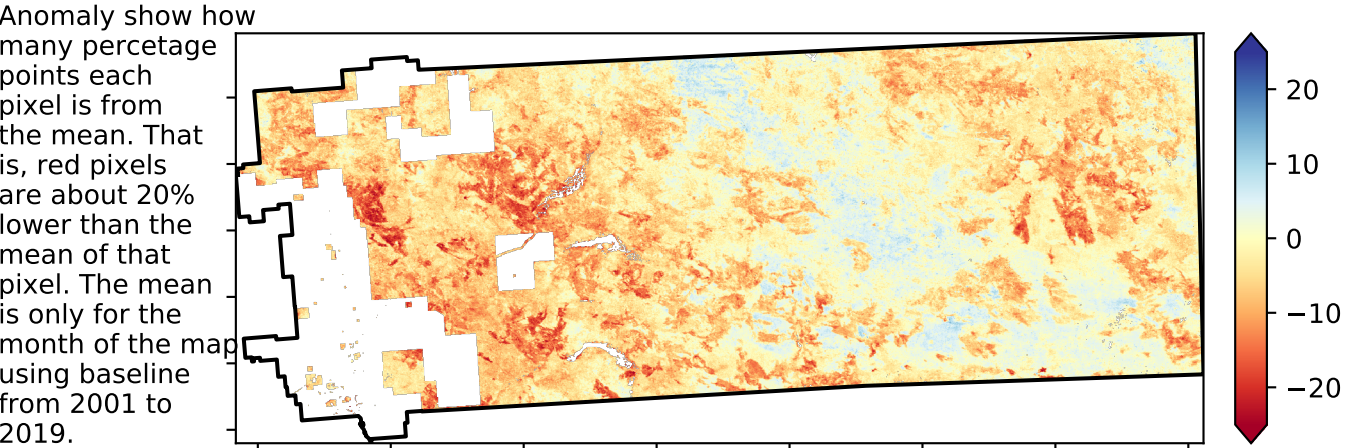 Anomaly show how
many percetage
points each
pixel is from
the mean. That
is, red pixels
are about 20%
lower than the
mean of that
pixel. The mean
is only for the
month of the map
using baseline
from 2001 to
2019.
20
10
0
−10
−20